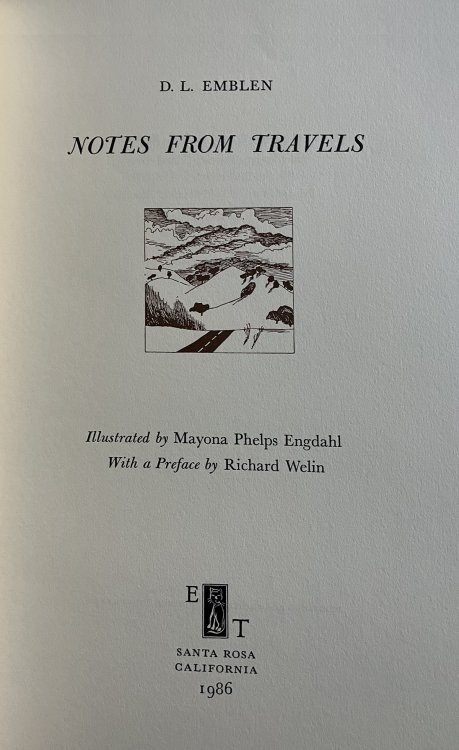 D. L. EMBLEN
NOTES FROM TRAVELS
Illustrated by Mayona Phelps Engdahl
With a Preface by Richard Welin
E T
SANTA ROSA
CALIFORNIA
1986